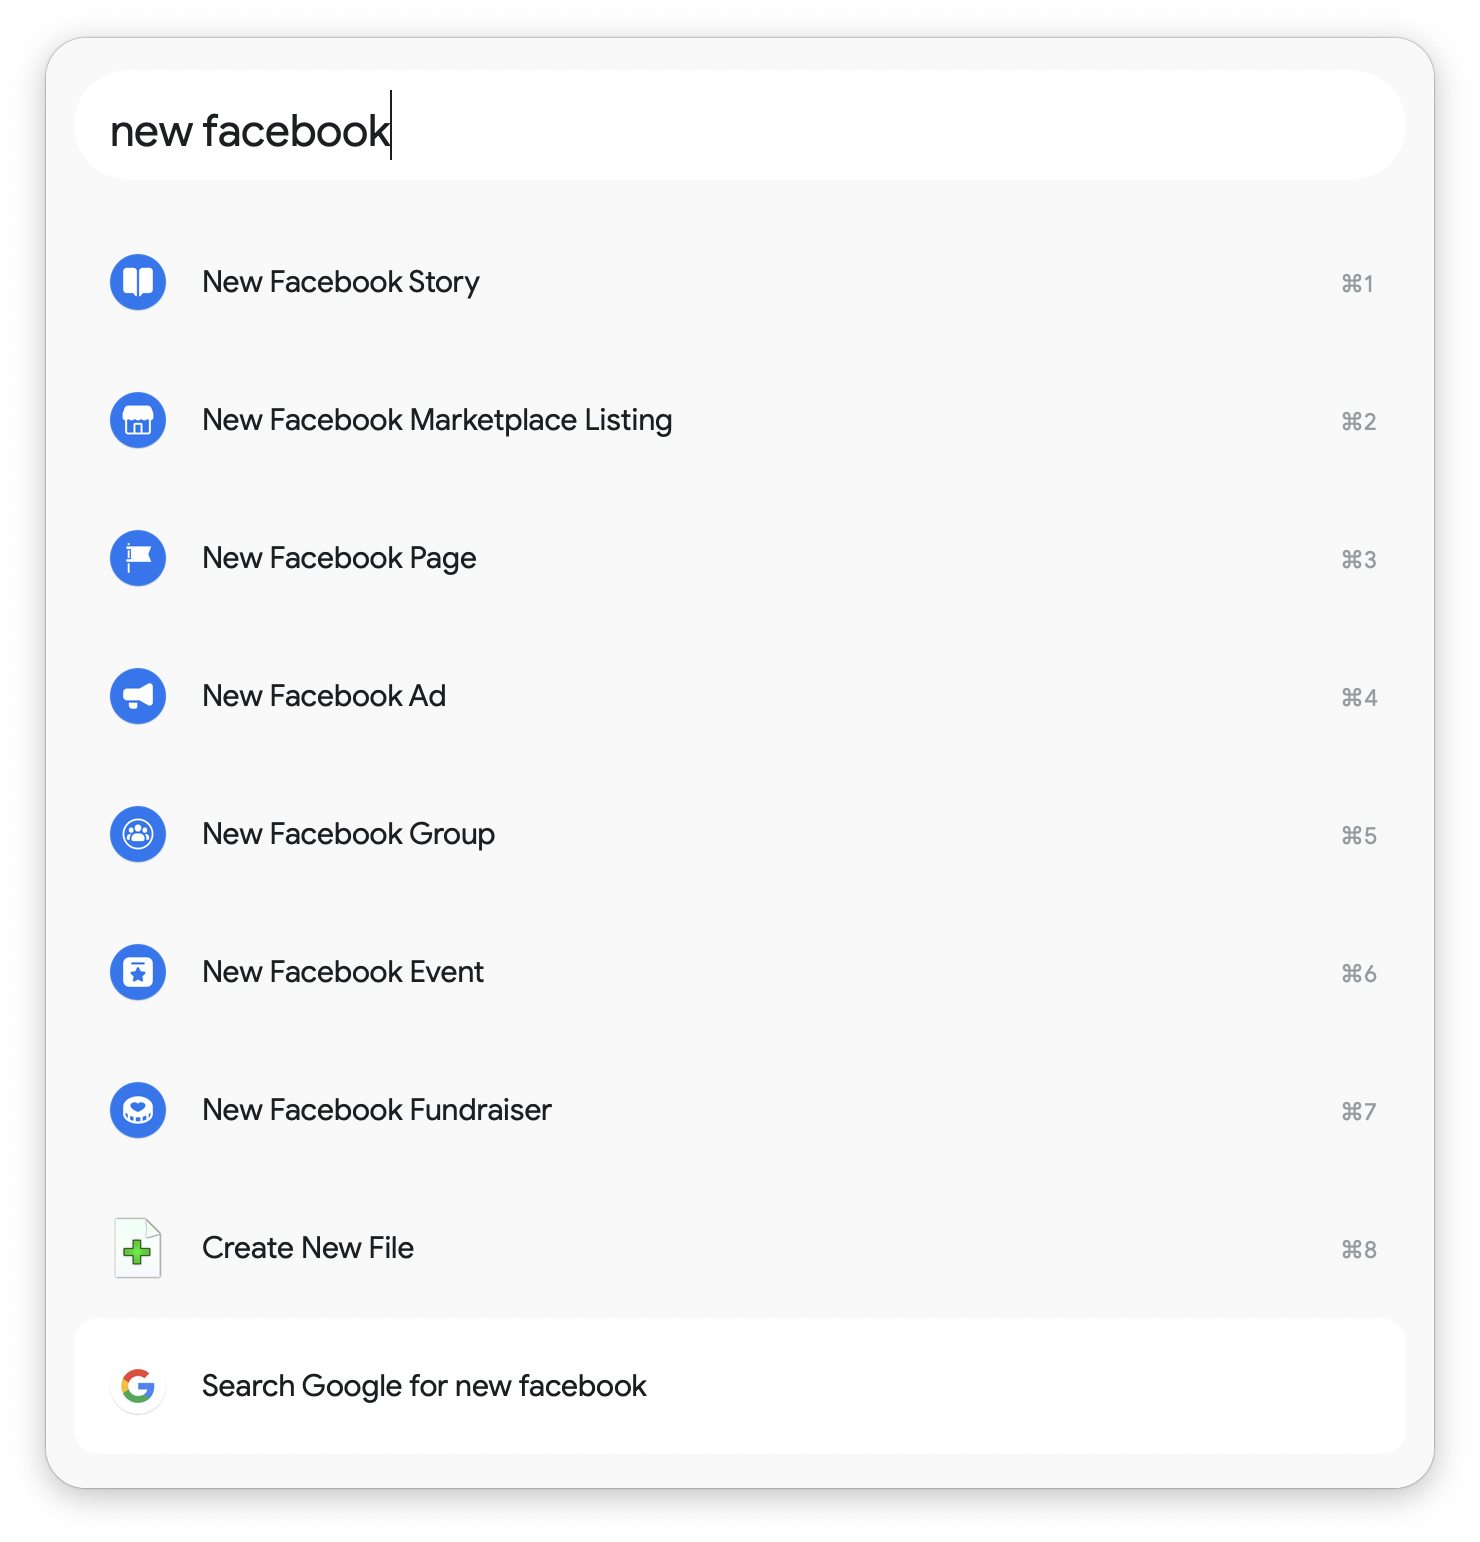 new facebook
New Facebook Story ⌘1
New Facebook Marketplace Listing ⌘2
New Facebook Page ⌘3
New Facebook Ad ⌘4
New Facebook Group ⌘5
New Facebook Event ⌘6
New Facebook Fundraiser ⌘7
Create New File ⌘8
Search Google for new facebook